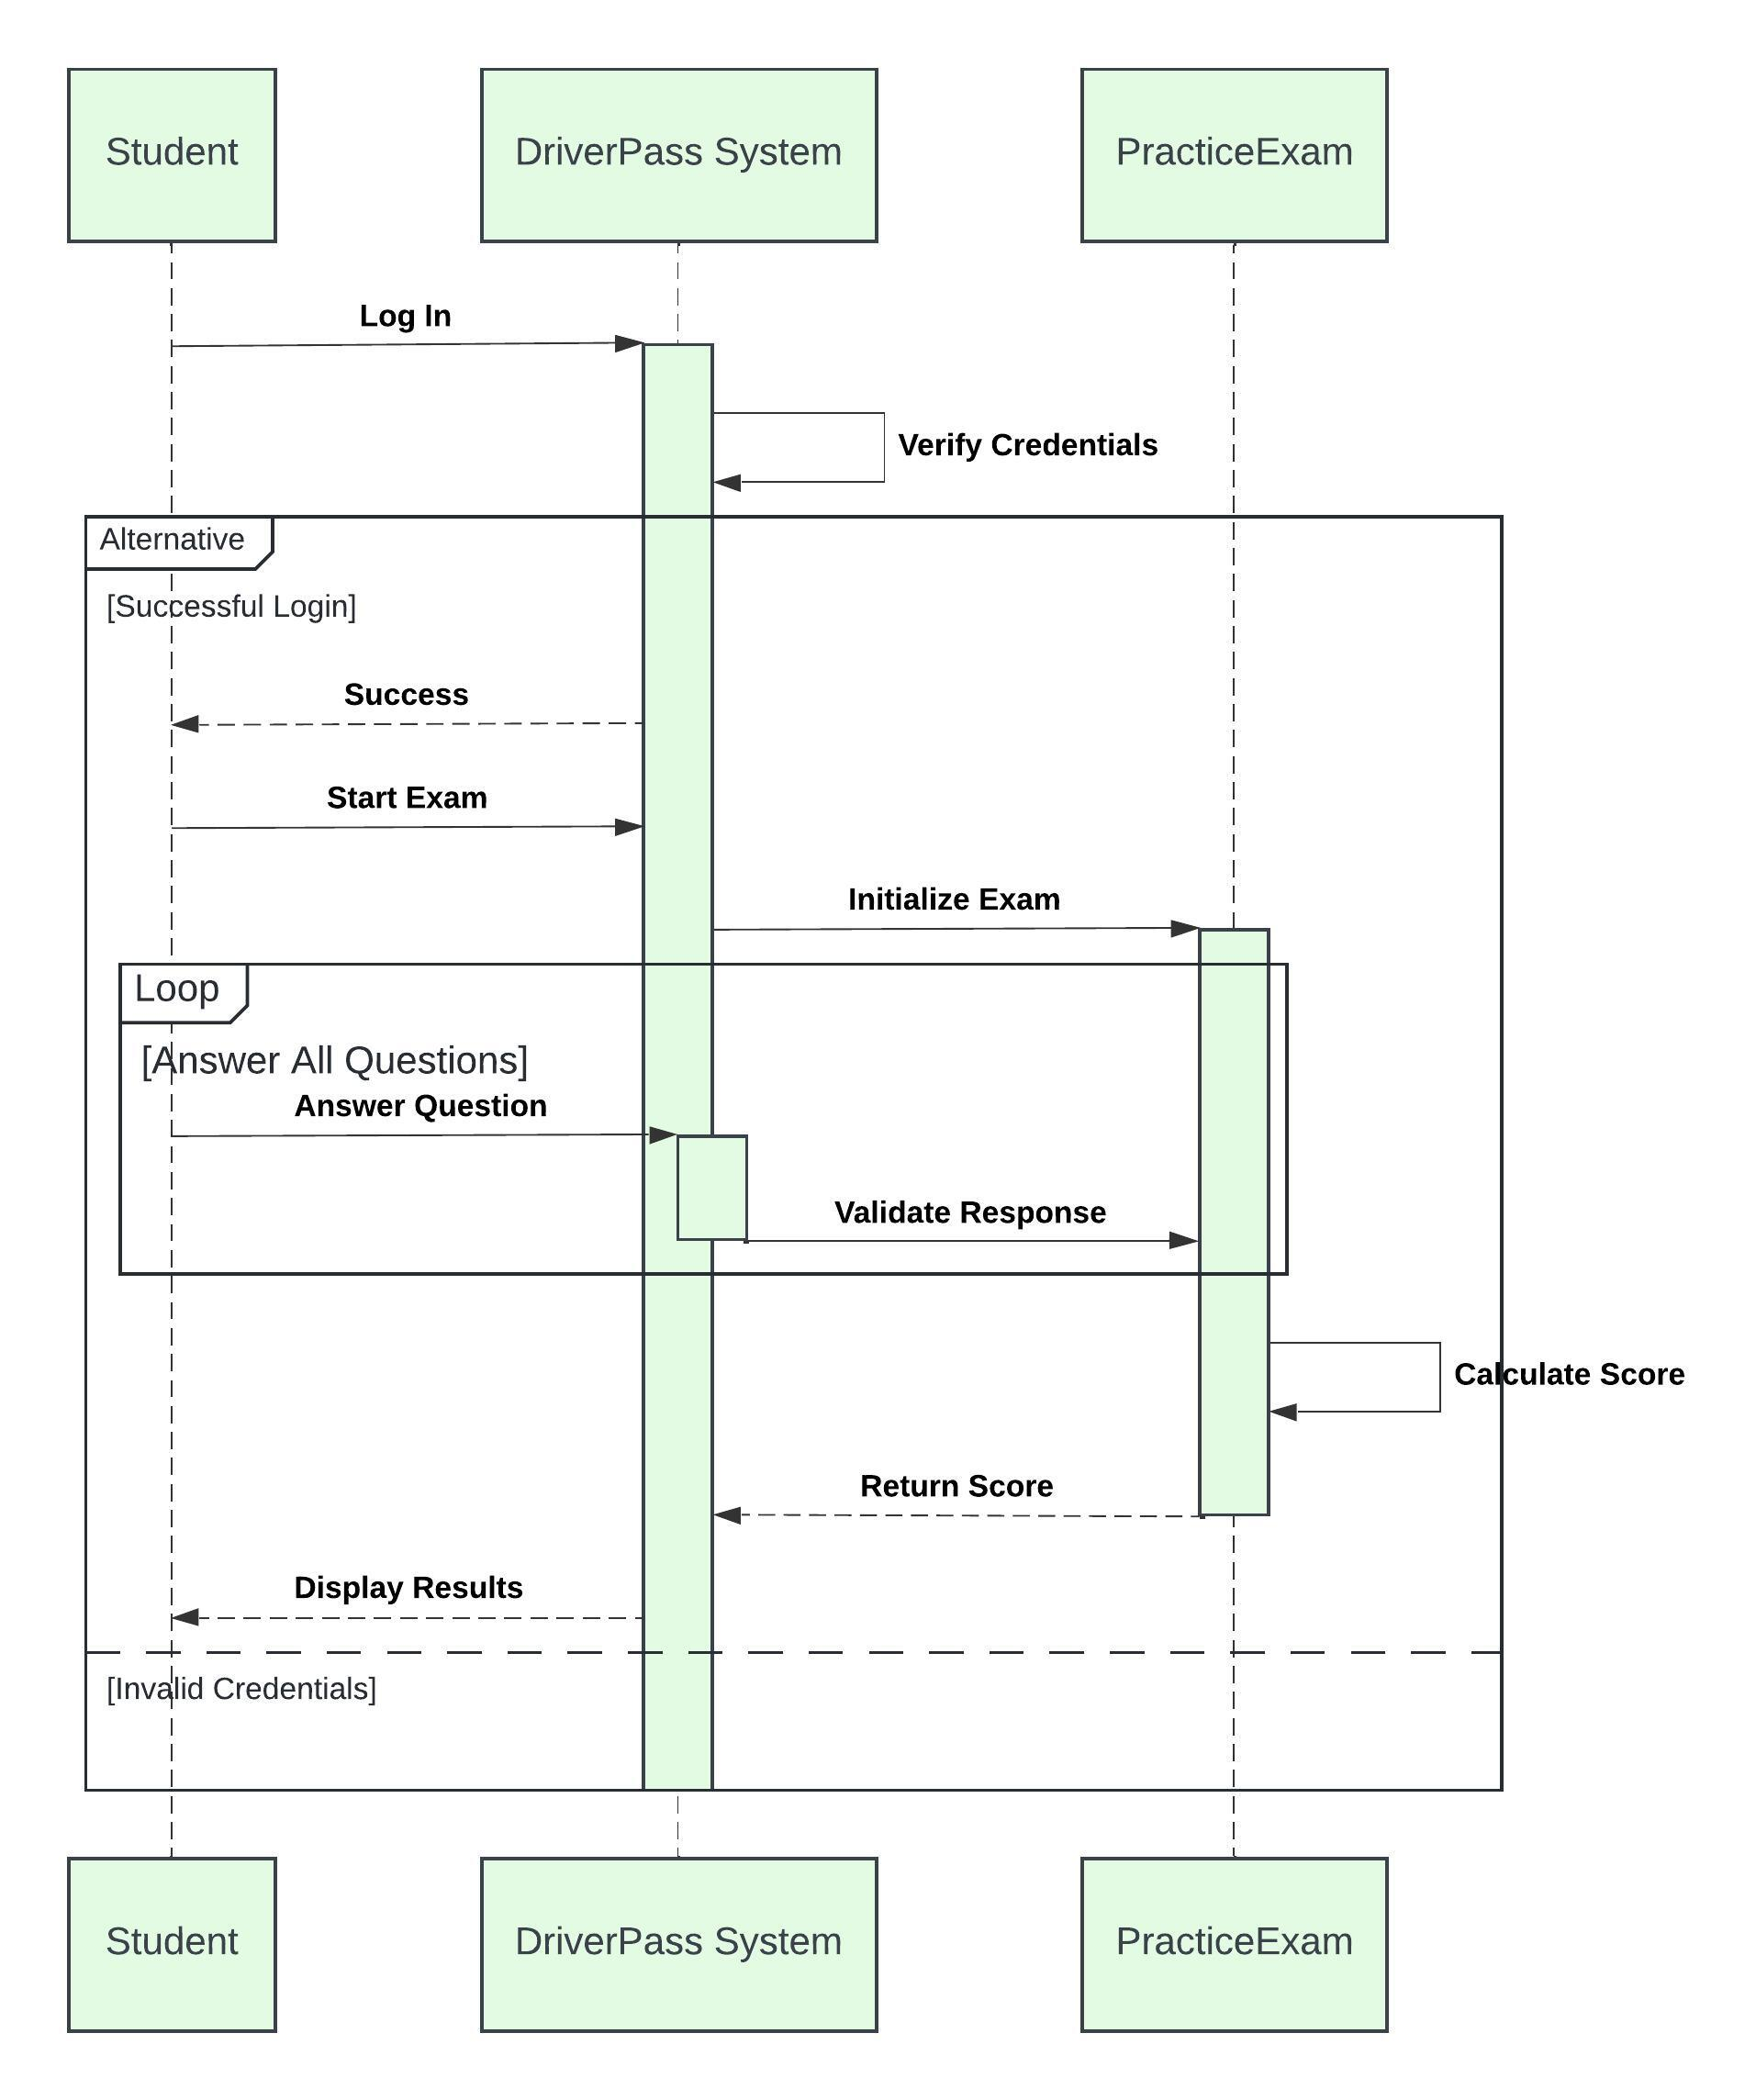 Student
DriverPass System
PracticeExam
Log In
Verify Credentials
Alternative
[Successful Login]
Success
Start Exam
Initialize Exam
Loop
[Answer All Questions]
Answer Question
Validate Response
Calculate Score
Return Score
Display Results
[Invalid Credentials]
Student
DriverPass System
PracticeExam